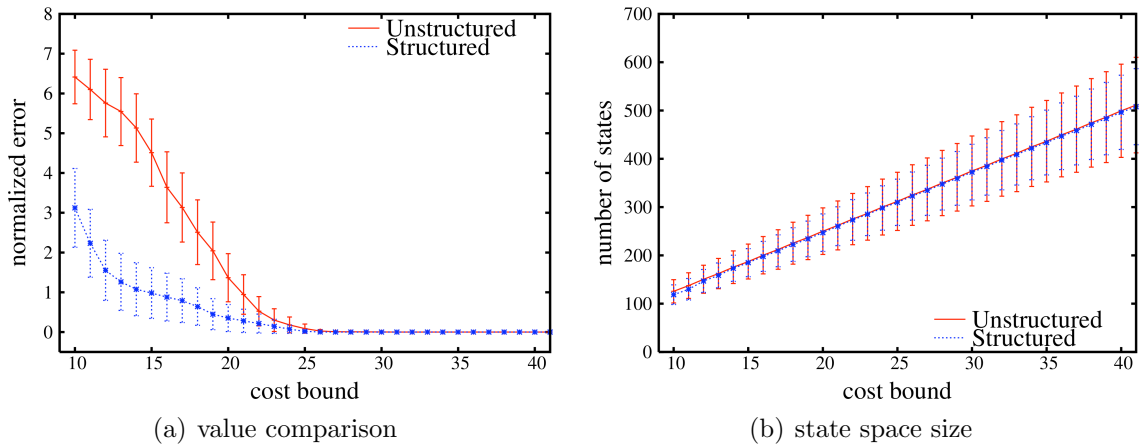 8
7
6
5
4
3
2
1
0
normalized error
Unstructured
Structured
10 15 20 25 30 35 40
cost bound
(a) value comparison
700
600
500
400
300
200
100
0
number of states
Unstructured
Structured
10 15 20 25 30 35 40
cost bound
(b) state space size